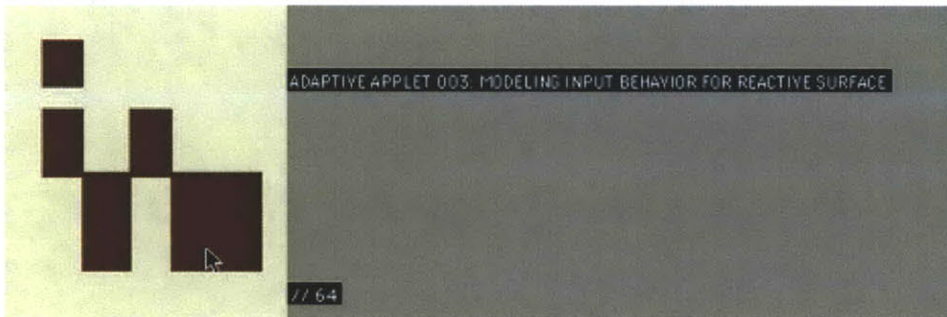 ADAPTIVE APPLET 003. MODELING INPUT BEHAVIOR FOR REACTIVE SURFACE
// 64